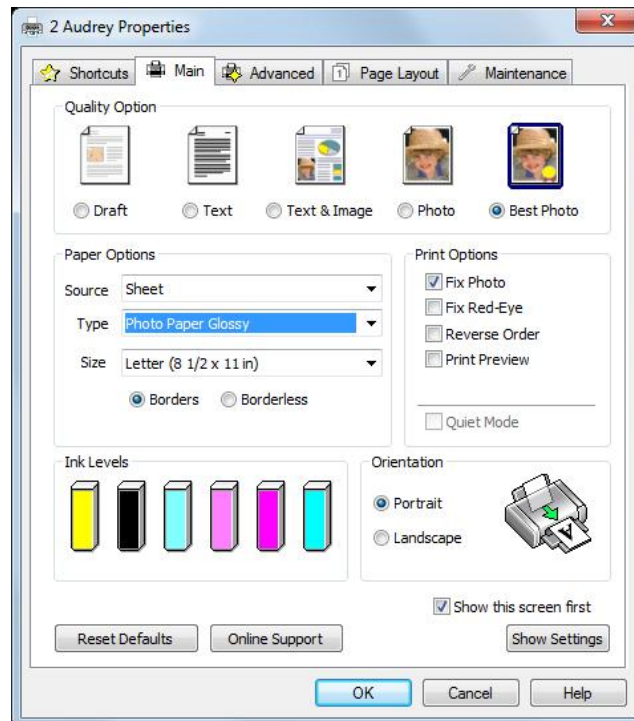 2 Audrey Properties
Shortcuts Main Advanced Page Layout Maintenance
Quality Option
Draft Text Text & Image Photo Best Photo
Paper Options
Source Sheet
Type Photo Paper Glossy
Size Letter (8 1/2 x 11 in)
Borders Borderless
Print Options
Fix Photo
Fix Red-Eye
Reverse Order
Print Preview
Quiet Mode
Ink Levels
Orientation
Portrait
Landscape
A
Show this screen first
Reset Defaults Online Support Show Settings
OK Cancel Help